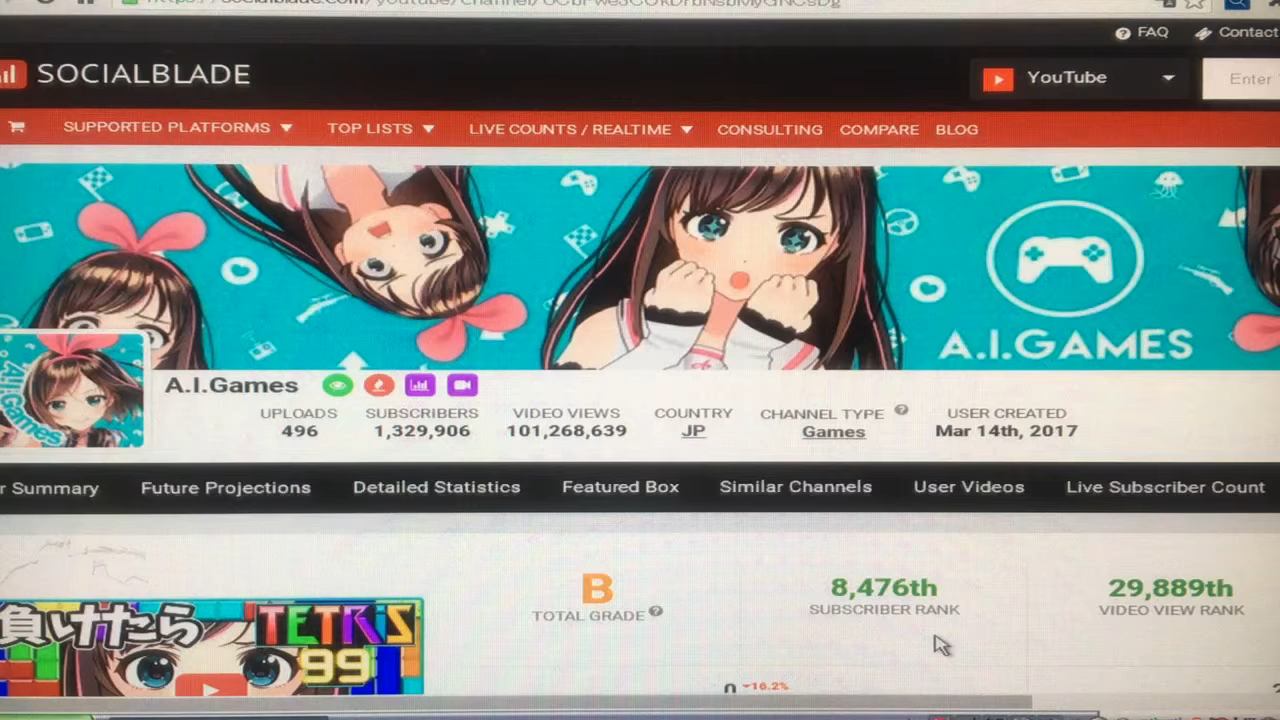 FAQ Contact
SOCIALBLADE
YouTube
Enter
SUPPORTED PLATFORMS TOP LISTS LIVE COUNTS / REALTIME CONSULTING COMPARE BLOG
A.I.GAMES
A.I.Games
UPLOADS SUBSCRIBERS VIDEO VIEWS COUNTRY CHANNEL TYPE USER CREATED
496 1,329,906 101,268,639 JP Games Mar 14th, 2017
r Summary Future Projections Detailed Statistics Featured Box Similar Channels User Videos Live Subscriber Count
B 8,476th 29,889th
TOTAL GRADE SUBSCRIBER RANK VIDEO VIEW RANK
負けたら TETRIS
99
-16.2%